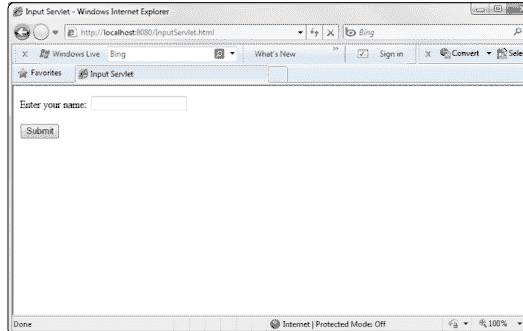 Input Servlet - Windows Internet Explorer
http://localhost:8080/InputServlet.html
Bing
X Windows Live Bing What's New » Sign in X Convert Sele
Favorites Input Servlet
Enter your name:
Submit
Done Internet | Protected Mode: Off 100%